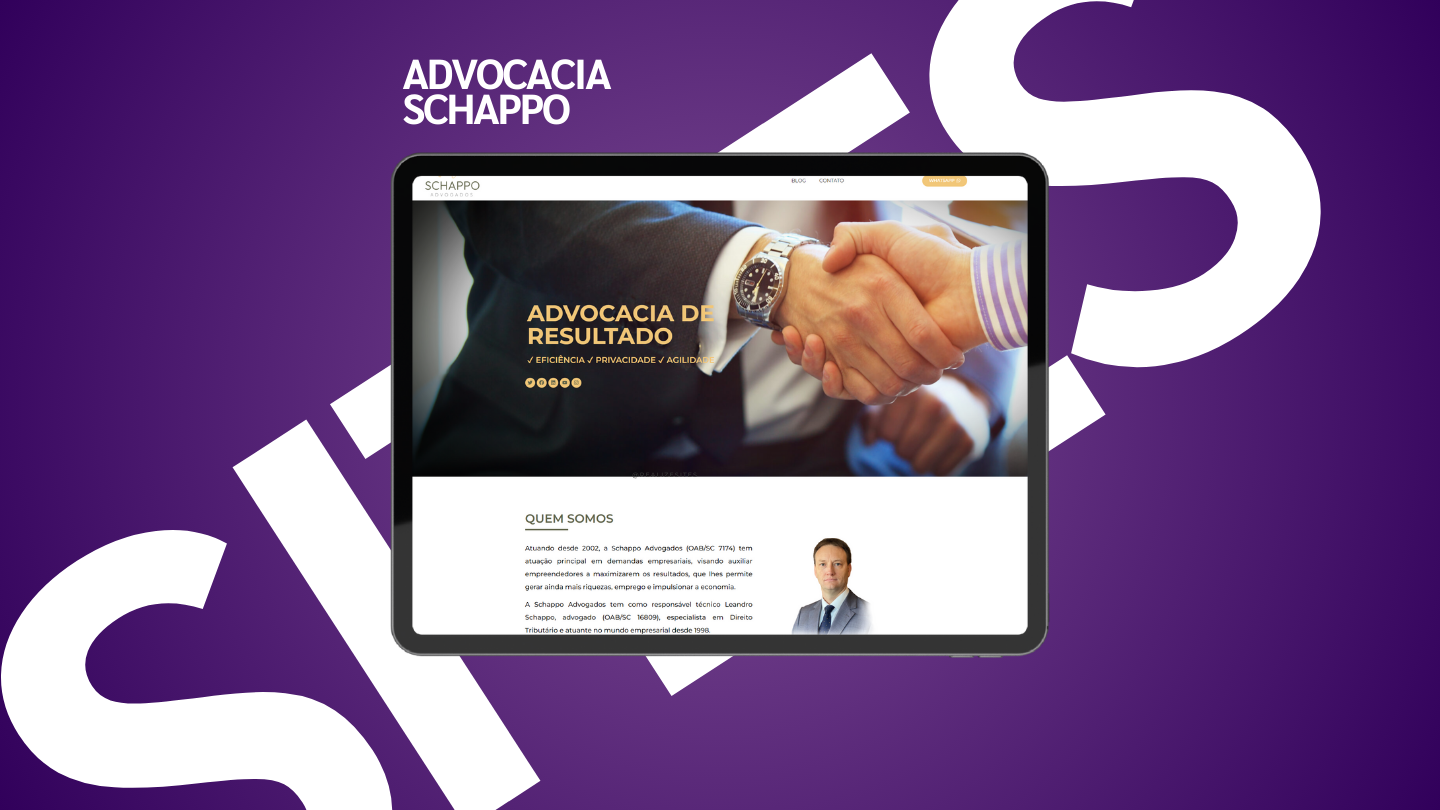 SITES
ADVOCACIA
SCHAPPO
SCHAPPO
ADVOGADOS
BLOG CONTATO
WHATSAPP
ADVOCACIA DE
RESULTADO
✓ EFICIÊNCIA ✓ PRIVACIDADE ✓ AGILIDADE
QUEM SOMOS
Atuando desde 2002, a Schappo Advogados (OAB/SC 7174) tem
atuação principal em demandas empresariais, visando auxiliar
empreendedores a maximizarem os resultados, que lhes permite
gerar ainda mais riquezas, emprego e impulsionar a economia.
A Schappo Advogados tem como responsável técnico Leandro
Schappo, advogado (OAB/SC 16809), especialista em Direito
Tributário e atuante no mundo empresarial desde 1998.